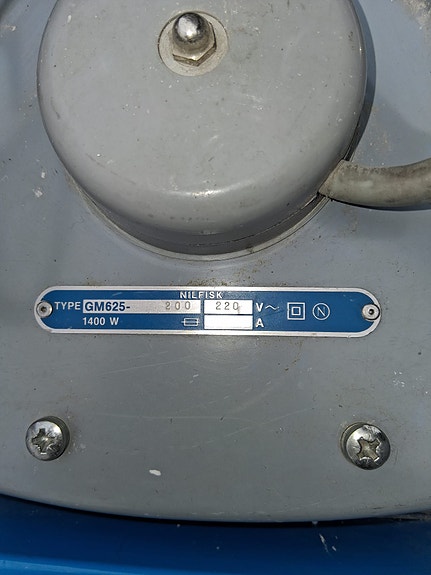 NILFISK
TYPE GM625- 200 220 V~
1400 W A
N